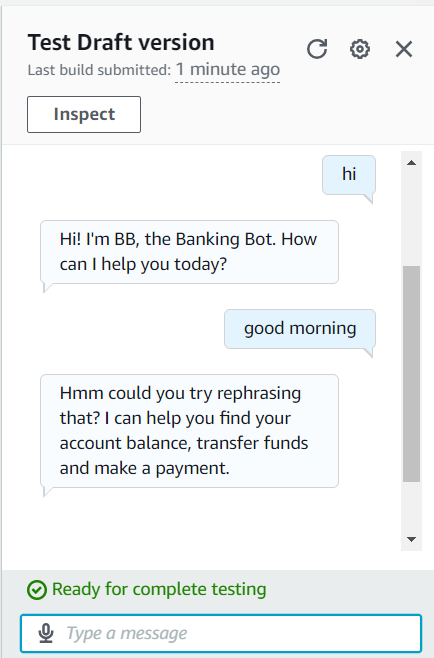 Test Draft version
Last build submitted: 1 minute ago
Inspect
hi
Hi! I'm BB, the Banking Bot. How
can I help you today?
good morning
Hmm could you try rephrasing
that? I can help you find your
account balance, transfer funds
and make a payment.
Ready for complete testing
Type a message